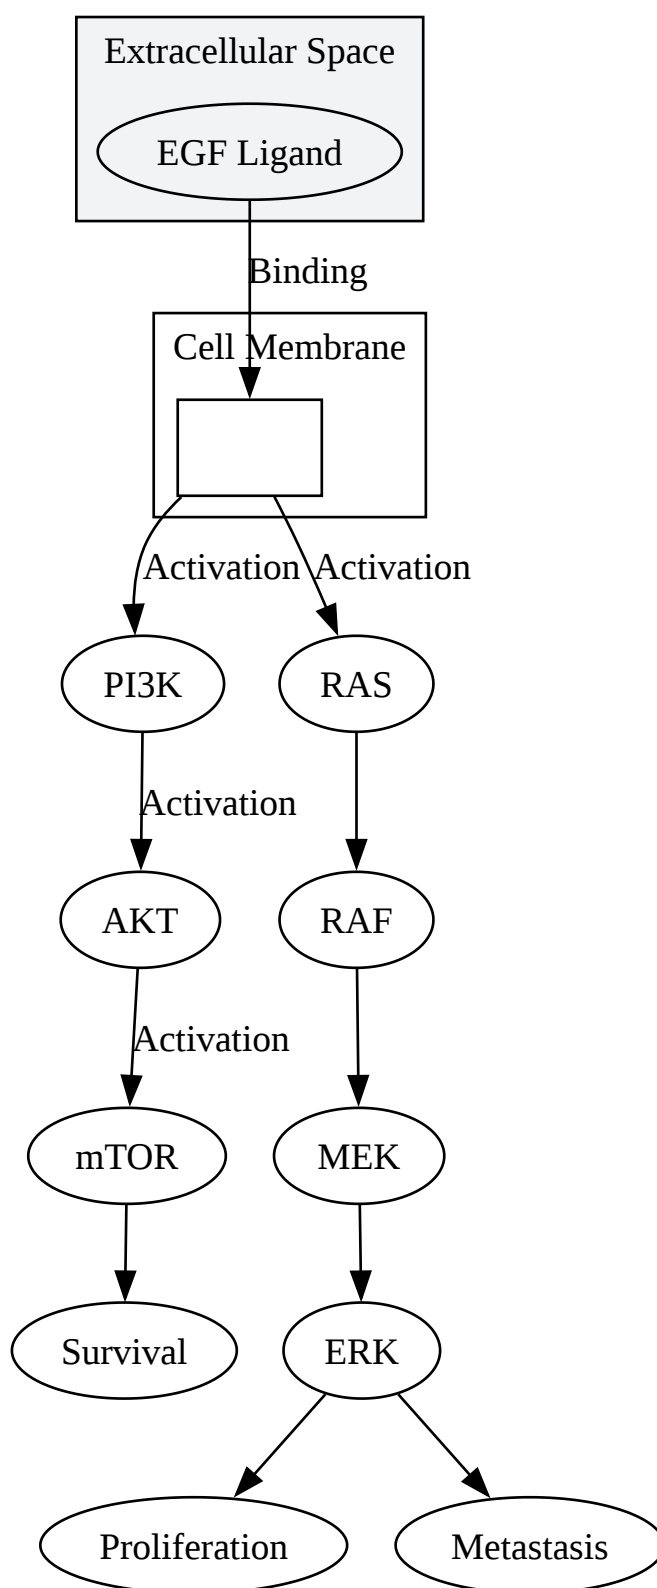 Extracellular Space
EGF Ligand
Binding
Cell Membrane
Activation
Activation
PI3K
RAS
Activation
AKT
RAF
Activation
mTOR
MEK
Survival
ERK
Proliferation
Metastasis